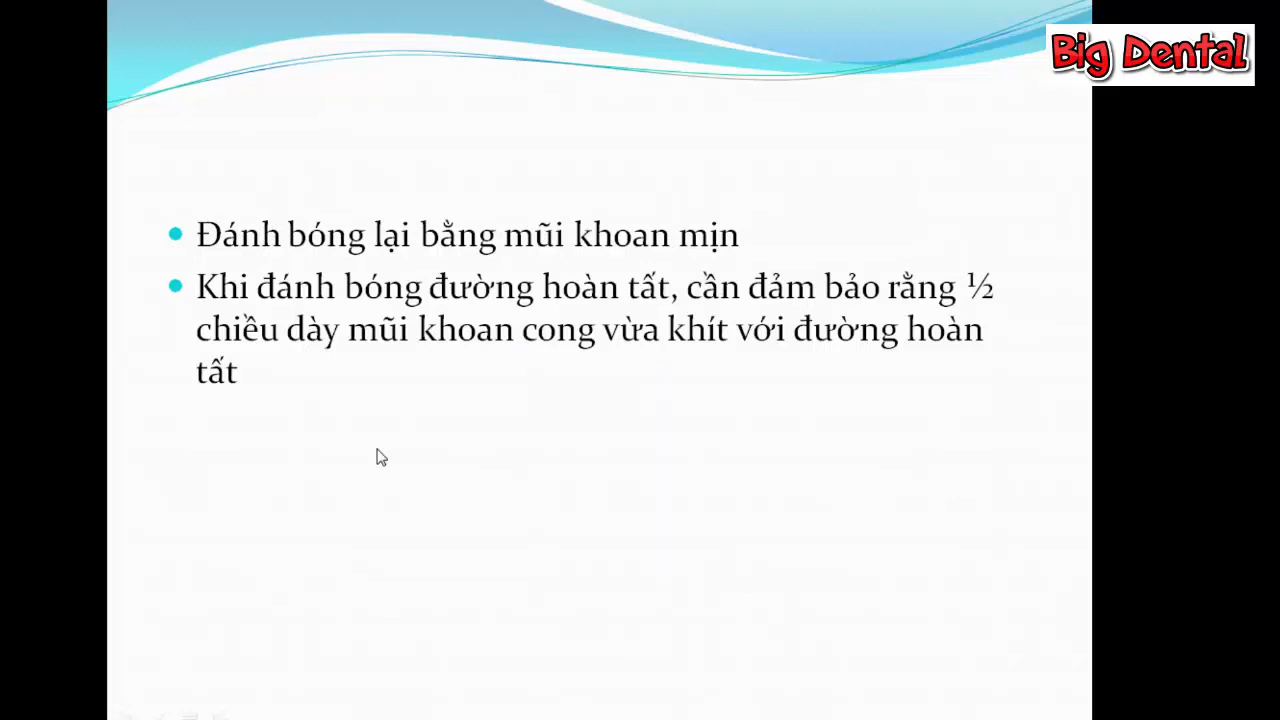 Big Dental
Đánh bóng lại bằng mũi khoan mịn
Khi đánh bóng đường hoàn tất, cần đảm bảo rằng ½
chiều dày mũi khoan cong vừa khít với đường hoàn
tất